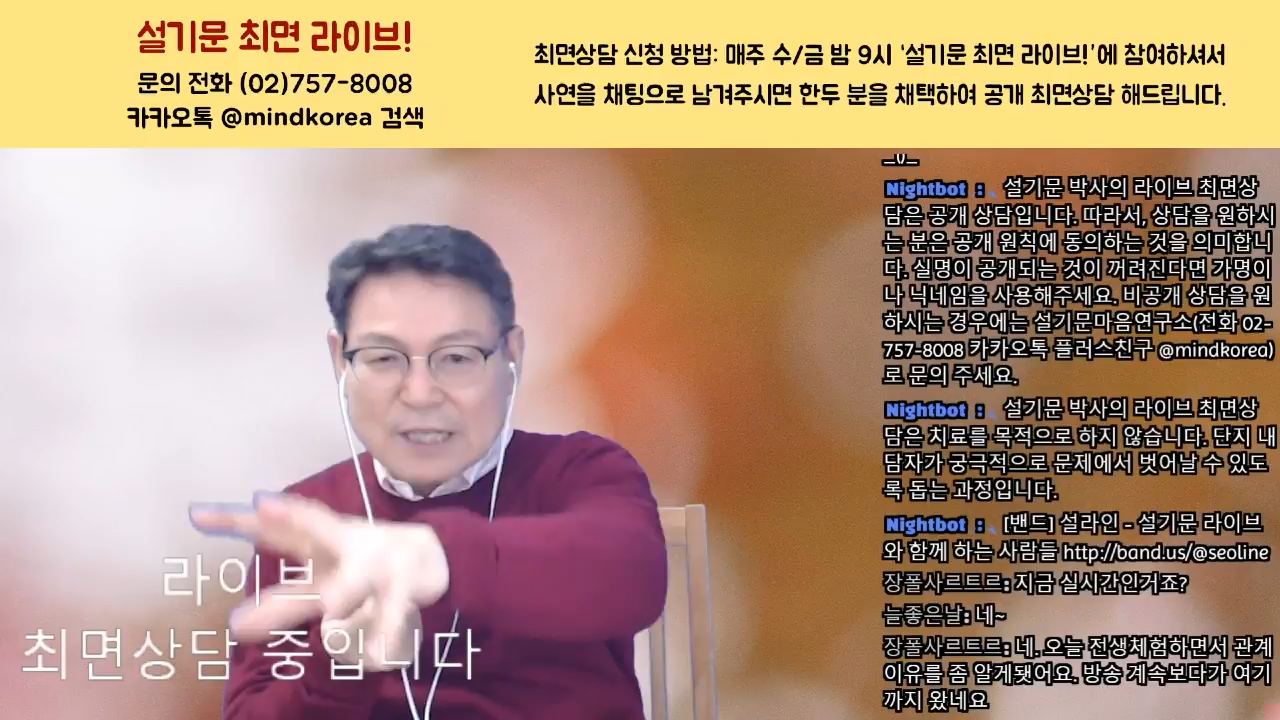 설기문 최면 라이브!
문의 전화 (02)757-8008
카카오톡 @mindkorea 검색
최면상담 신청 방법: 매주 수/금 밤 9시 '설기문 최면 라이브!'에 참여하셔서
사연을 채팅으로 남겨주시면 한두 분을 채택하여 공개 최면상담 해드립니다.
Nightbot : 설기문 박사의 라이브 최면상
담은 공개 상담입니다. 따라서, 상담을 원하시
는 분은 공개 원칙에 동의하는 것을 의미합니
다. 실명이 공개되는 것이 꺼려진다면 가명이
나 닉네임을 사용해주세요. 비공개 상담을 원
하시는 경우에는 설기문마음연구소(전화 02-
757-8008 카카오톡 플러스친구 @mindkorea)
로 문의 주세요.
Nightbot : 설기문 박사의 라이브 최면상
담은 치료를 목적으로 하지 않습니다. 단지 내
담자가 궁극적으로 문제에서 벗어날 수 있도
록 돕는 과정입니다.
Nightbot : [밴드] 설라인 - 설기문 라이브
와 함께 하는 사람들 http://band.us/@seoline
장폴사르트르: 지금 실시간인거죠?
늘좋은날: 네~
장폴사르트르: 네. 오늘 전생체험하면서 관계
이유를 좀 알게됐어요. 방송 계속보다가 여기
까지 왔네요
라이브
최면상담 중입니다